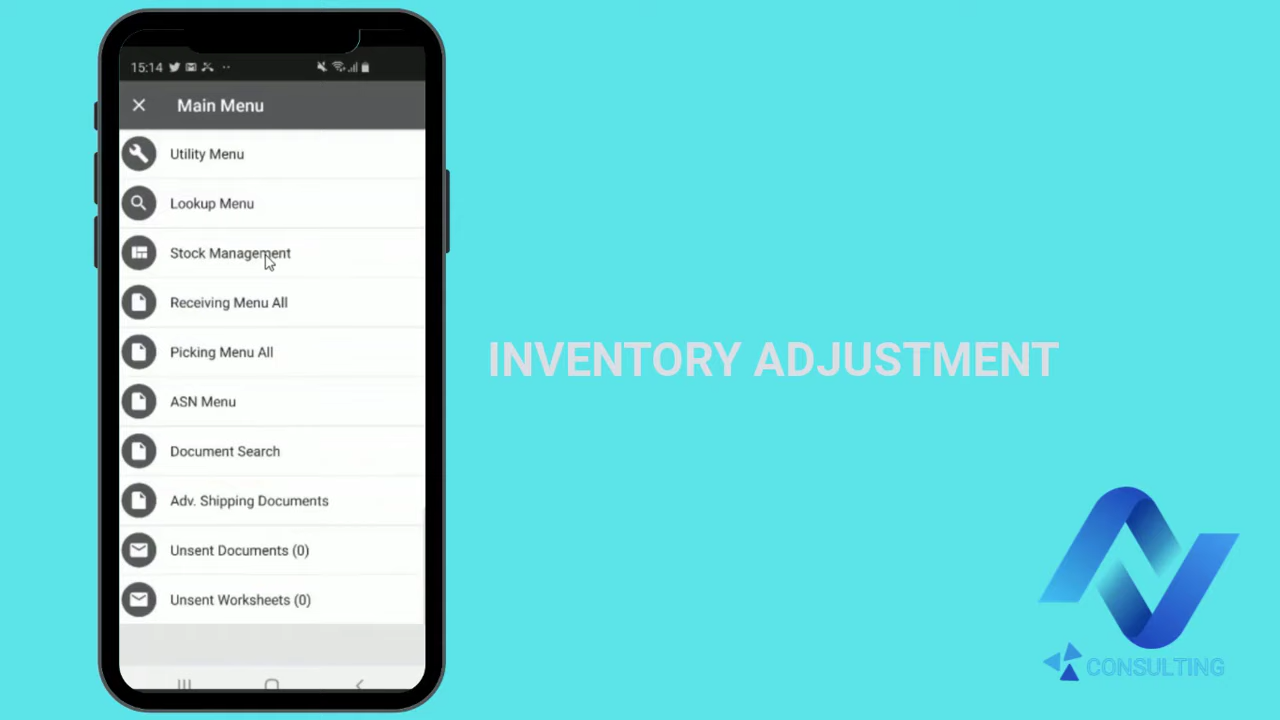 15:14
Main Menu
Utility Menu
Lookup Menu
Stock Management
Receiving Menu All
Picking Menu All
ASN Menu
Document Search
Adv. Shipping Documents
Unsent Documents (0)
Unsent Worksheets (0)
INVENTORY ADJUSTMENT
CONSULTING